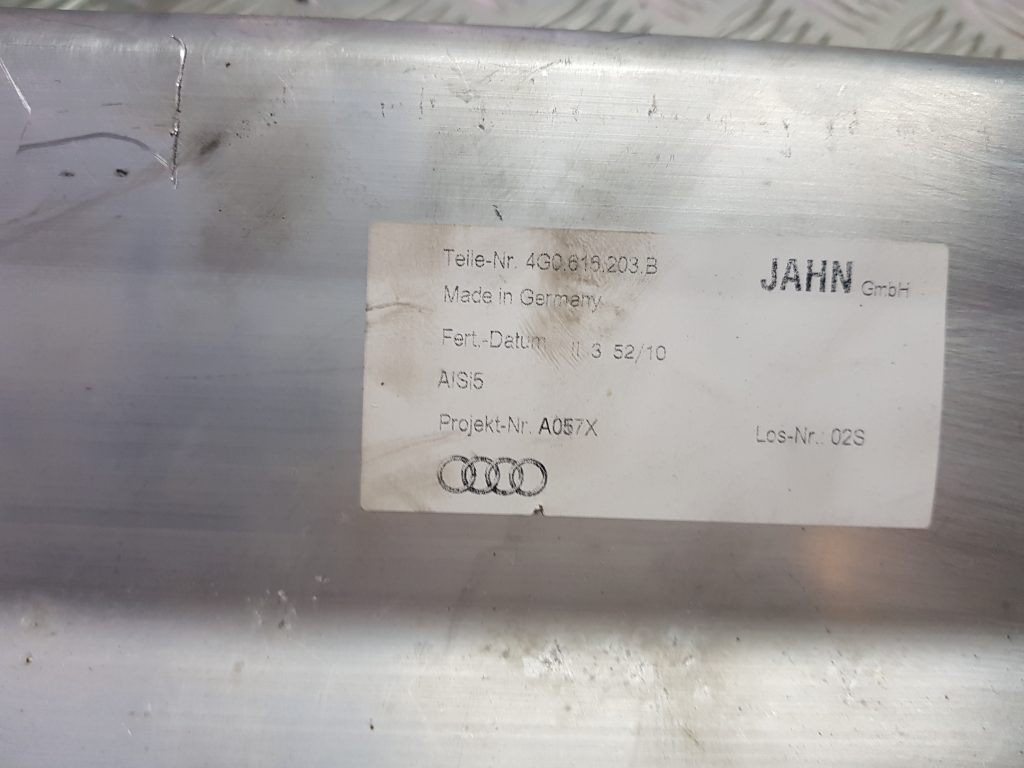 Teile-Nr. 4G0.616.203.B
JAHN GmbH
Made in Germany
Fert.-Datum 3 52/10
AlSi5
Projekt-Nr. A057X
Los-Nr.: 02S